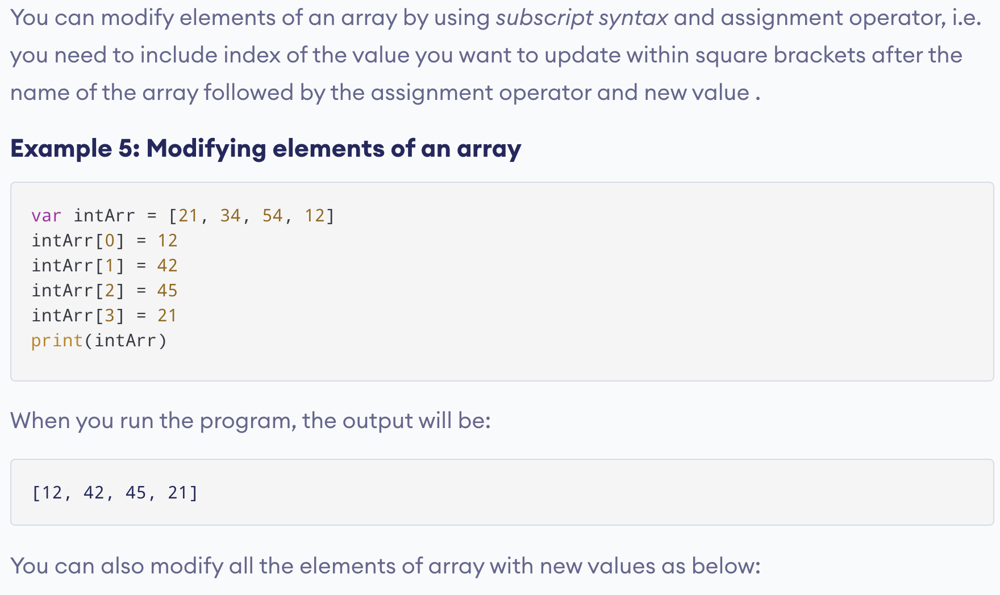 You can modify elements of an array by using subscript syntax and assignment operator, i.e.
you need to include index of the value you want to update within square brackets after the
name of the array followed by the assignment operator and new value .
Example 5: Modifying elements of an array
var intArr = [21, 34, 54, 12]
intArr[0] = 12
intArr[1] = 42
intArr[2] = 45
intArr[3] = 21
print(intArr)
When you run the program, the output will be:
[12, 42, 45, 21]
You can also modify all the elements of array with new values as below: